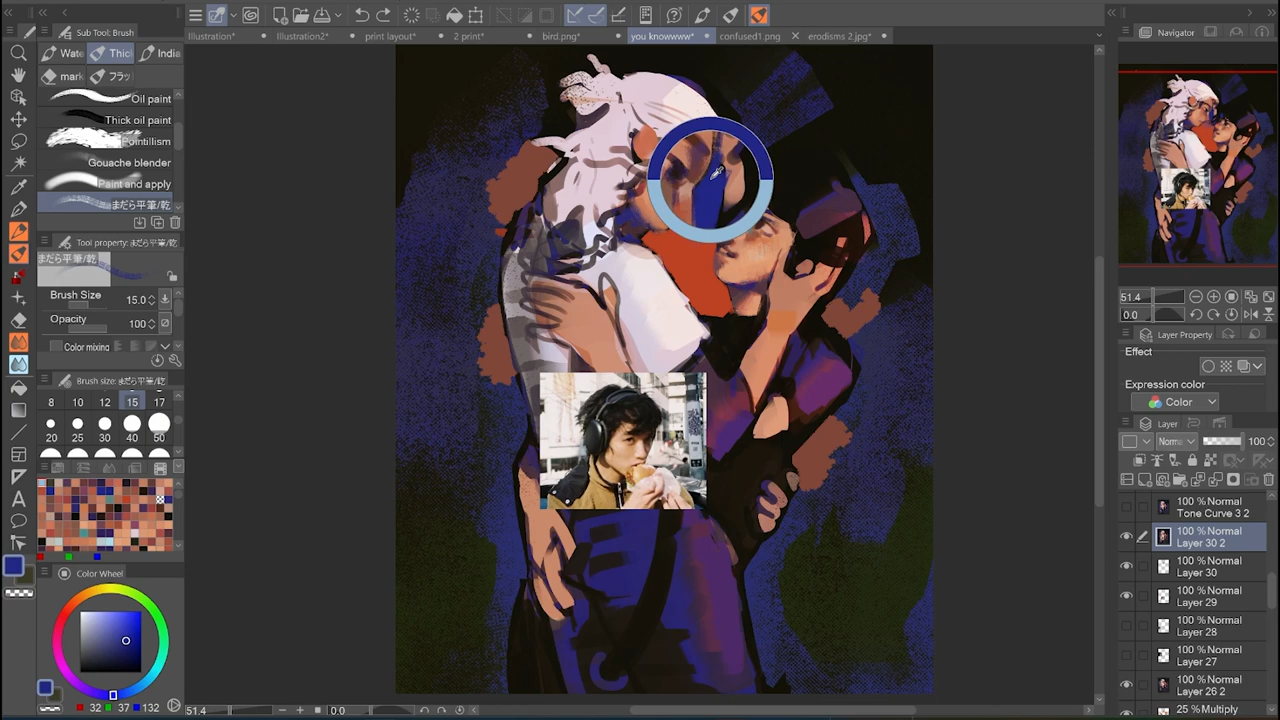 Sub Tool: Brush
Illustration*
Illustration2*
print layout*
2 print*
bird.png*
you knowwww*
confused1.png
erodisms 2.jpg*
Navigator
Wate
Thicl
India
mark
フラッ
Oil paint
Thick oil paint
Pointillism
Gouache blender
Paint and apply
まだら平筆/乾
Tool property: まだら平筆/乾
まだら平筆/乾
Brush Size
15.0
Opacity
100
Color mixing
Brush size: まだら平筆/乾
8
10
12
15
17
20
25
30
40
50
Color Wheel
32
37
132
51.4
0.0
51.4
0.0
Layer Property
Effect
Expression color
Color
Layer
Norma
100
100 % Normal
Tone Curve 3 2
100 % Normal
Layer 30 2
100 % Normal
Layer 30
100 % Normal
Layer 29
100 % Normal
Layer 28
100 % Normal
Layer 27
100 % Normal
Layer 26 2
25 % Multiply